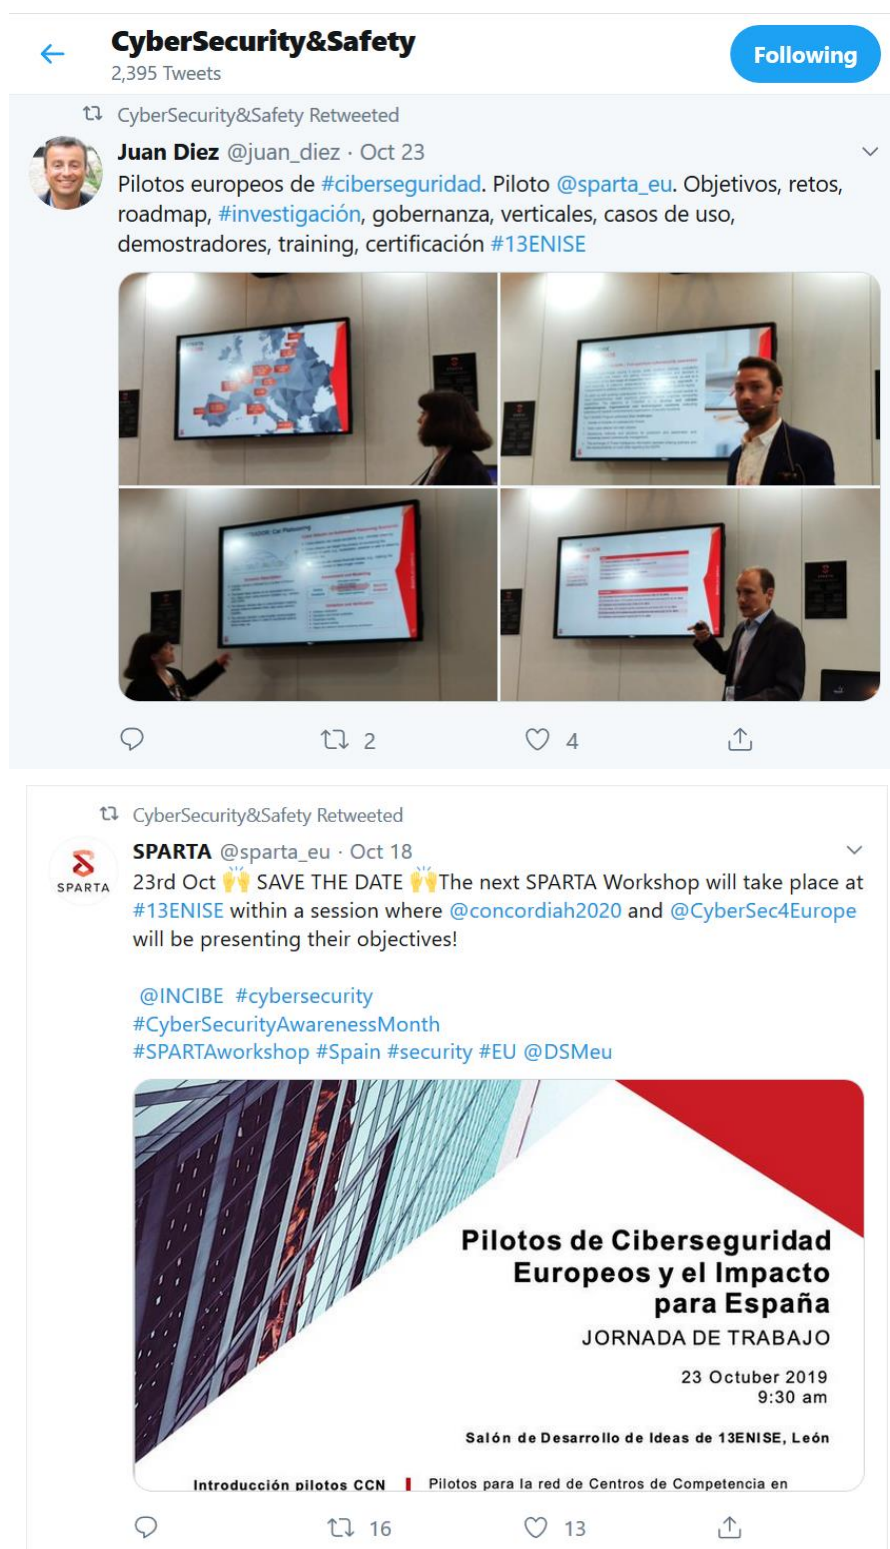 CyberSecurity&Safety
2,395 Tweets
Following
CyberSecurity&Safety Retweeted
Juan Diez @juan_diez · Oct 23
Pilotos europeos de #ciberseguridad. Piloto @sparta_eu. Objetivos, retos,
roadmap, #investigación, gobernanza, verticales, casos de uso,
demostradores, training, certificación #13ENISE
2
4
CyberSecurity&Safety Retweeted
SPARTA @sparta_eu · Oct 18
SPARTA
23rd Oct 🙌 SAVE THE DATE 🙌The next SPARTA Workshop will take place at
#13ENISE within a session where @concordiah2020 and @CyberSec4Europe
will be presenting their objectives!
@INCIBE #cybersecurity
#CyberSecurityAwarenessMonth
#SPARTAworkshop #Spain #security #EU @DSMeu
Pilotos de Ciberseguridad
Europeos y el Impacto
para España
JORNADA DE TRABAJO
23 Octuber 2019
9:30 am
Salón de Desarrollo de Ideas de 13ENISE, León
Introducción pilotos CCN Pilotos para la red de Centros de Competencia en
16
13